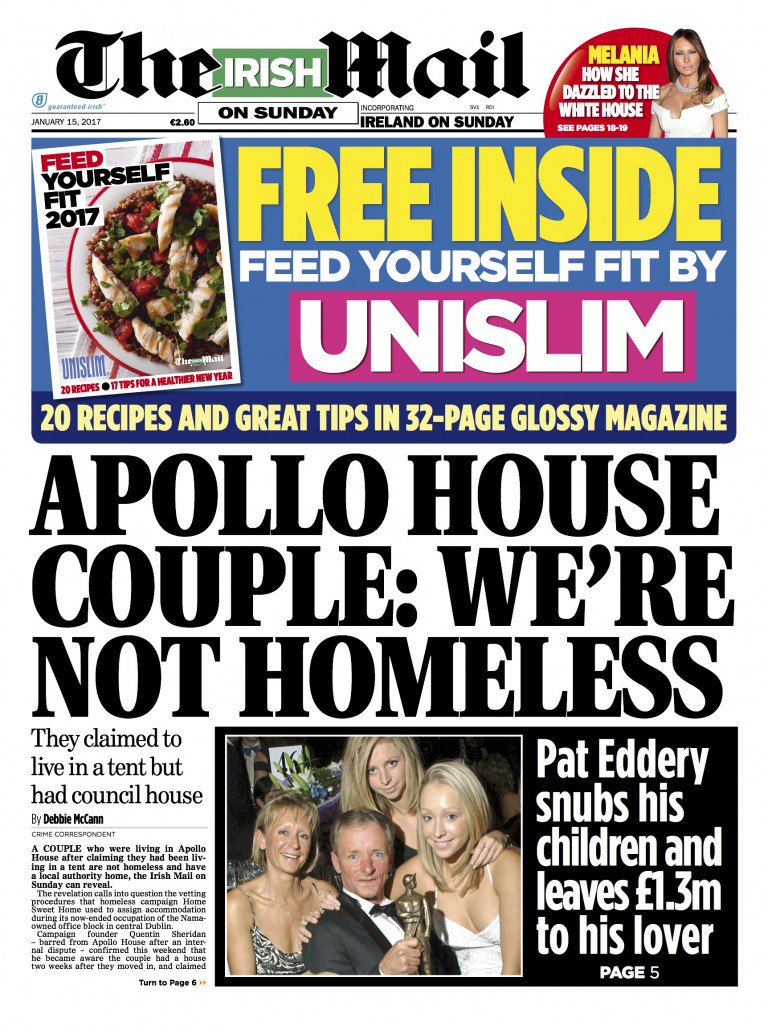 The IRISH Mail
ON SUNDAY
guaranteed irish
INCORPORATING
SV1 ROI
JANUARY 15, 2017
€2.60
IRELAND ON SUNDAY
MELANIA
HOW SHE
DAZZLED TO THE
WHITE HOUSE
SEE PAGES 18-19
FEED
YOURSELF
FIT
2017
UNISLIM
The IRISH Mail
20 RECIPES ● 17 TIPS FOR A HEALTHIER NEW YEAR
FREE INSIDE
FEED YOURSELF FIT BY
UNISLIM
20 RECIPES AND GREAT TIPS IN 32-PAGE GLOSSY MAGAZINE
APOLLO HOUSE
COUPLE: WE’RE
NOT HOMELESS
They claimed to
live in a tent but
had council house
By Debbie McCann
CRIME CORRESPONDENT
A COUPLE who were living in Apollo
House after claiming they had been liv-
ing in a tent are not homeless and have
a local authority home, the Irish Mail on
Sunday can reveal.
The revelation calls into question the vetting
procedures that homeless campaign Home
Sweet Home used to assign accommodation
during its now-ended occupation of the Nama-
owned office block in central Dublin.
Campaign founder Quentin Sheridan
– barred from Apollo House after an inter-
nal dispute – confirmed this weekend that
he became aware the couple had a house
two weeks after they moved in, and claimed
Turn to Page 6
Pat Eddery
snubs his
children and
leaves £1.3m
to his lover
PAGE 5